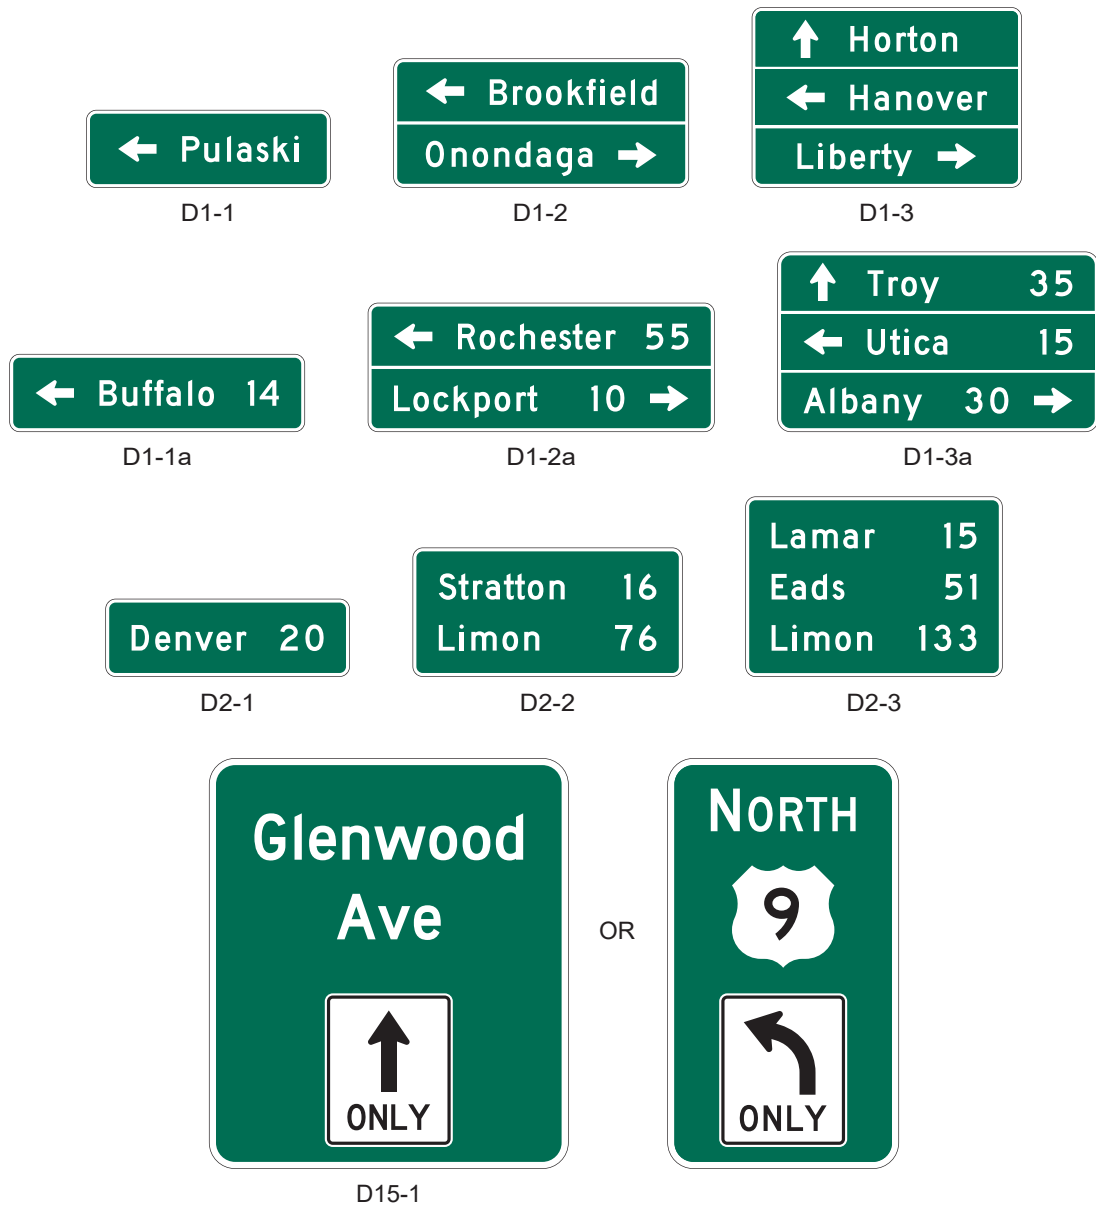 Pulaski
D1-1
Brookfield
Onondaga
D1-2
Horton
Hanover
Liberty
D1-3
Buffalo 14
D1-1a
Rochester 55
Lockport 10
D1-2a
Troy 35
Utica 15
Albany 30
D1-3a
Denver 20
D2-1
Stratton 16
Limon 76
D2-2
Lamar 15
Eads 51
Limon 133
D2-3
Glenwood
Ave
ONLY
D15-1
OR
NORTH
9
ONLY